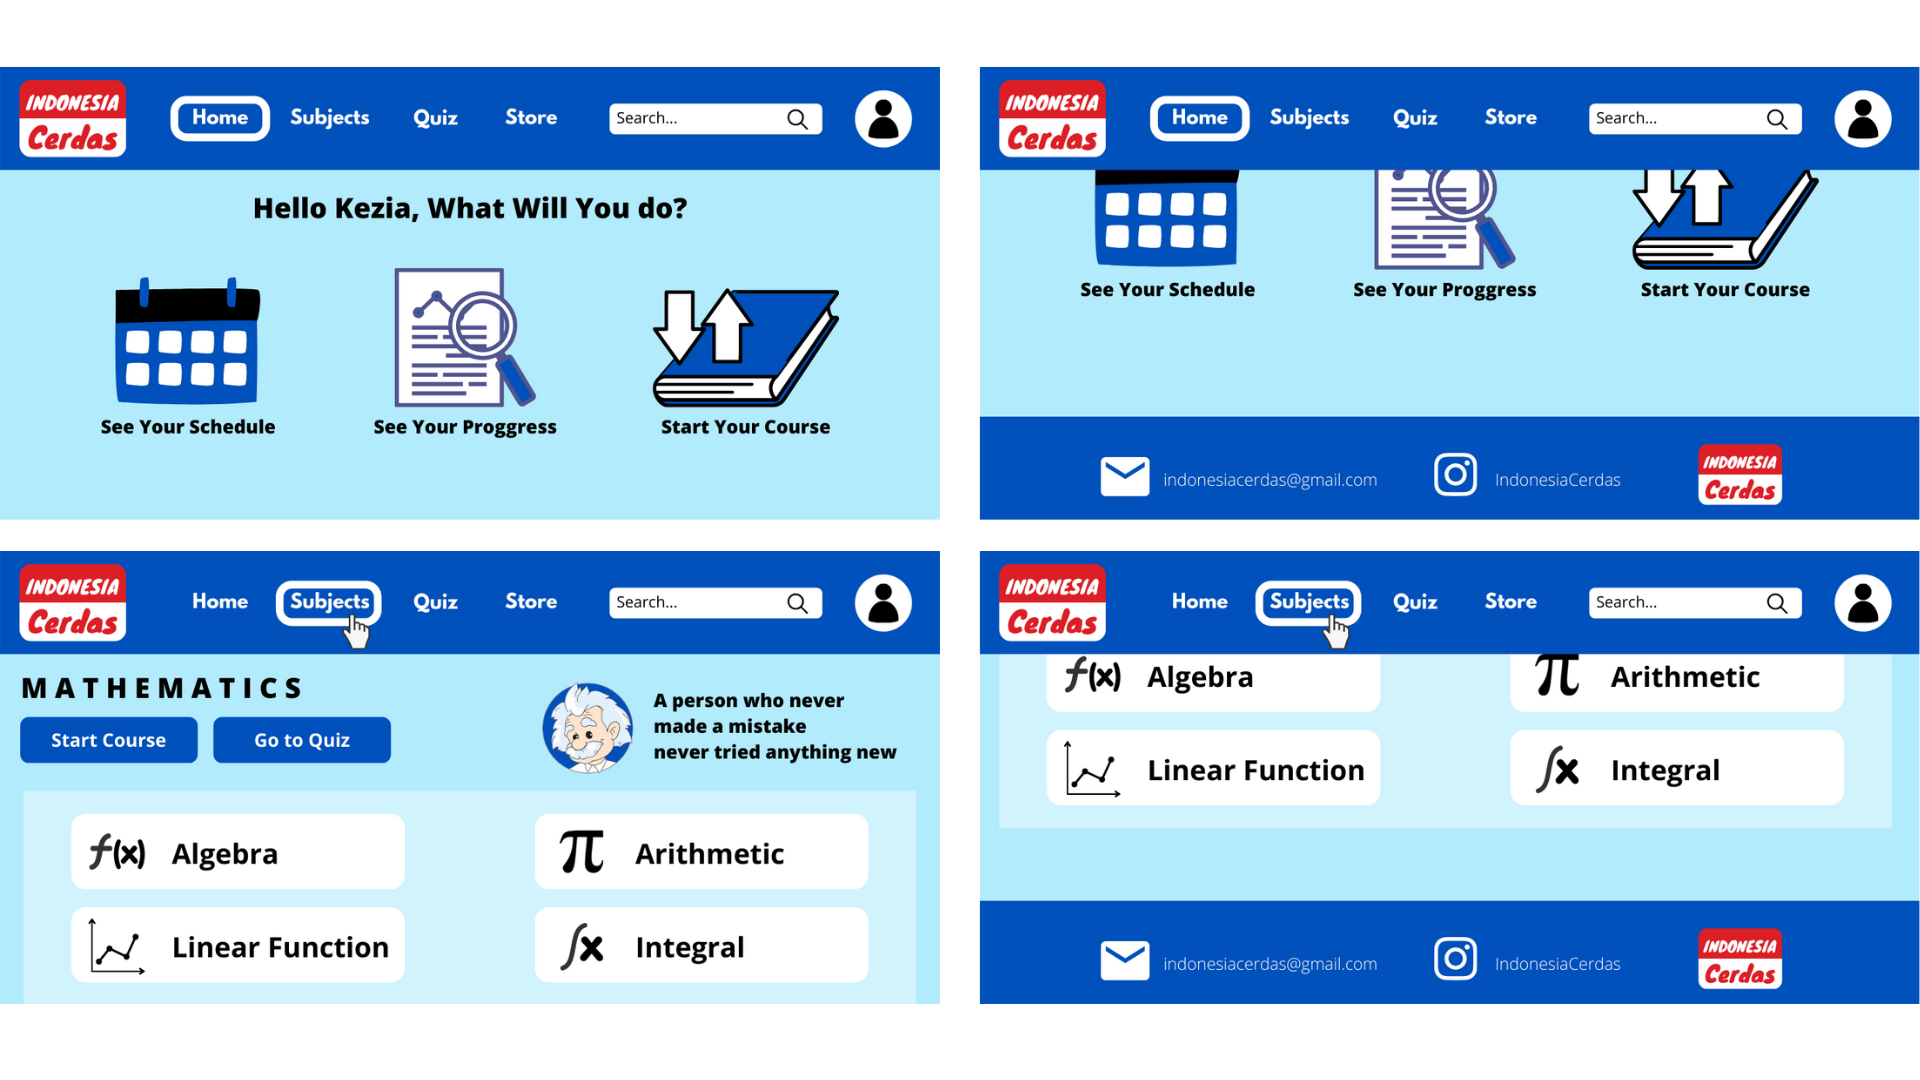 INDONESIA
Cerdas
Home Subjects Quiz Store Search...
Hello Kezia, What Will You do?
See Your Schedule See Your Proggress Start Your Course
INDONESIA
Cerdas
Home Subjects Quiz Store Search...
See Your Schedule See Your Proggress Start Your Course
indonesiacerdas@gmail.com IndonesiaCerdas
INDONESIA
Cerdas
INDONESIA
Cerdas
Home Subjects Quiz Store Search...
MATHEMATICS
Start Course Go to Quiz
A person who never
made a mistake
never tried anything new
f(x) Algebra π Arithmetic
Linear Function ∫x Integral
INDONESIA
Cerdas
Home Subjects Quiz Store Search...
f(x) Algebra π Arithmetic
Linear Function ∫x Integral
indonesiacerdas@gmail.com IndonesiaCerdas
INDONESIA
Cerdas